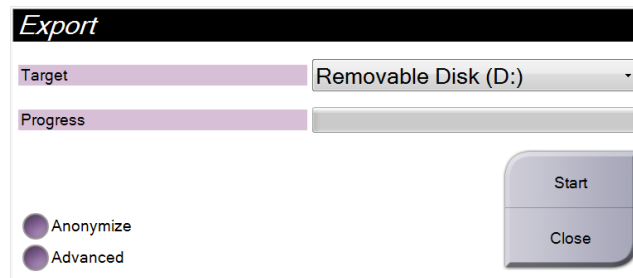 Export
Target
Removable Disk (D:)
Progress
Start
Close
Anonymize
Advanced